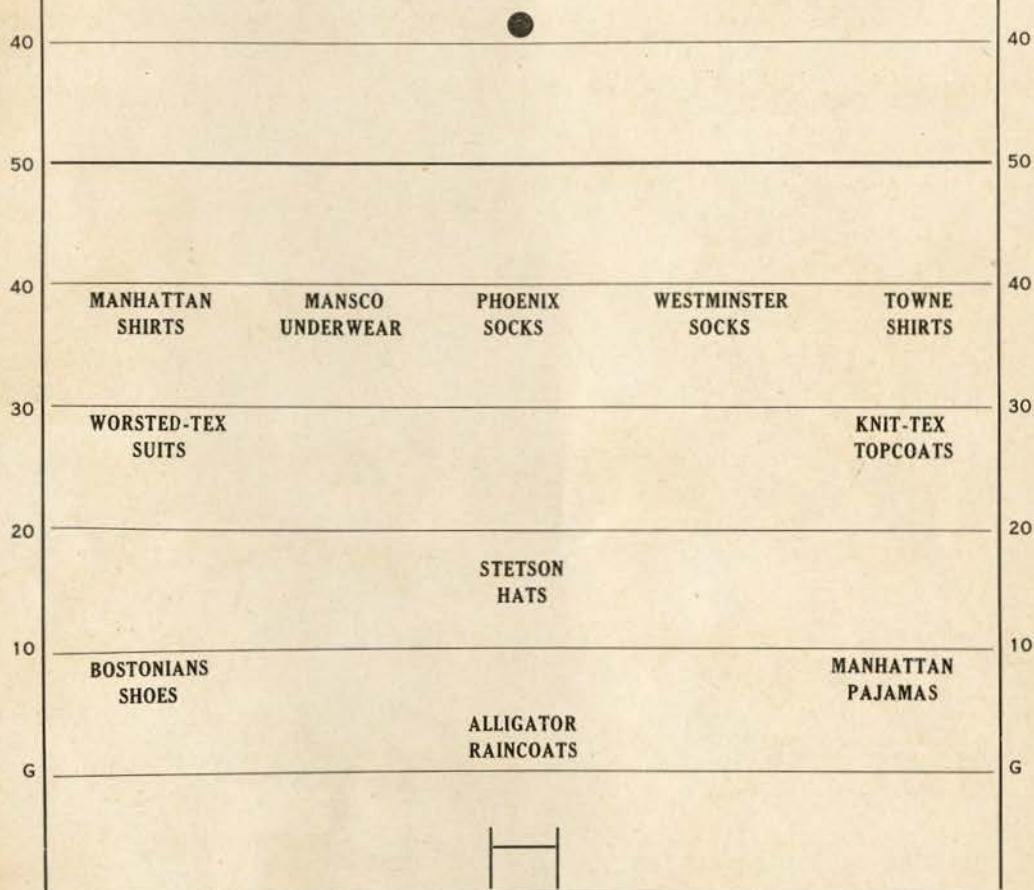 40 40
50 50
40 40
MANHATTAN MANSCO PHOENIX WESTMINSTER TOWNE
SHIRTS UNDERWEAR SOCKS SOCKS SHIRTS
30 30
WORSTED-TEX KNIT-TEX
SUITS TOPCOATS
20 20
STETSON
HATS
10 10
BOSTONIANS MANHATTAN
SHOES PAJAMAS
ALLIGATOR
RAINCOATS
G G